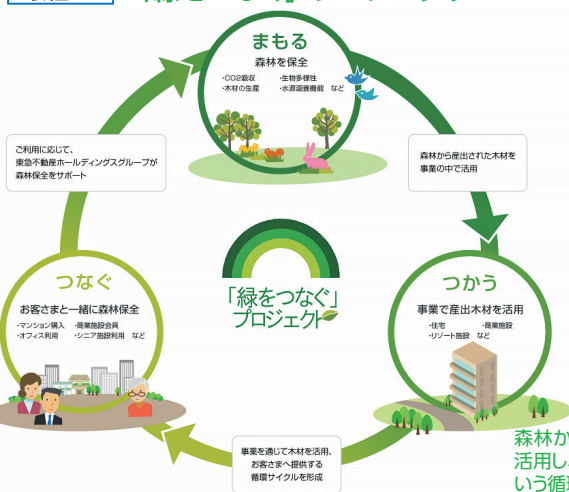 まもる
森林を保全
・CO2吸収 ・生物多様性
・木材の生産 ・水源涵養機能 など
ご利用に応じて、
東急不動産ホールディングスグループが
森林保全をサポート
森林から産出された木材を
事業の中で活用
つなぐ
お客さまと一緒に森林保全
・マンション購入 ・商業施設会員
・オフィス利用 ・シニア施設利用 など
「緑をつなぐ」
プロジェクト
つかう
事業で産出木材を活用
・住宅 ・商業施設
・リゾート施設 など
事業を通じて木材を活用、
お客さまへ提供する
循環サイクルを形成
森林か
活用し
いう循